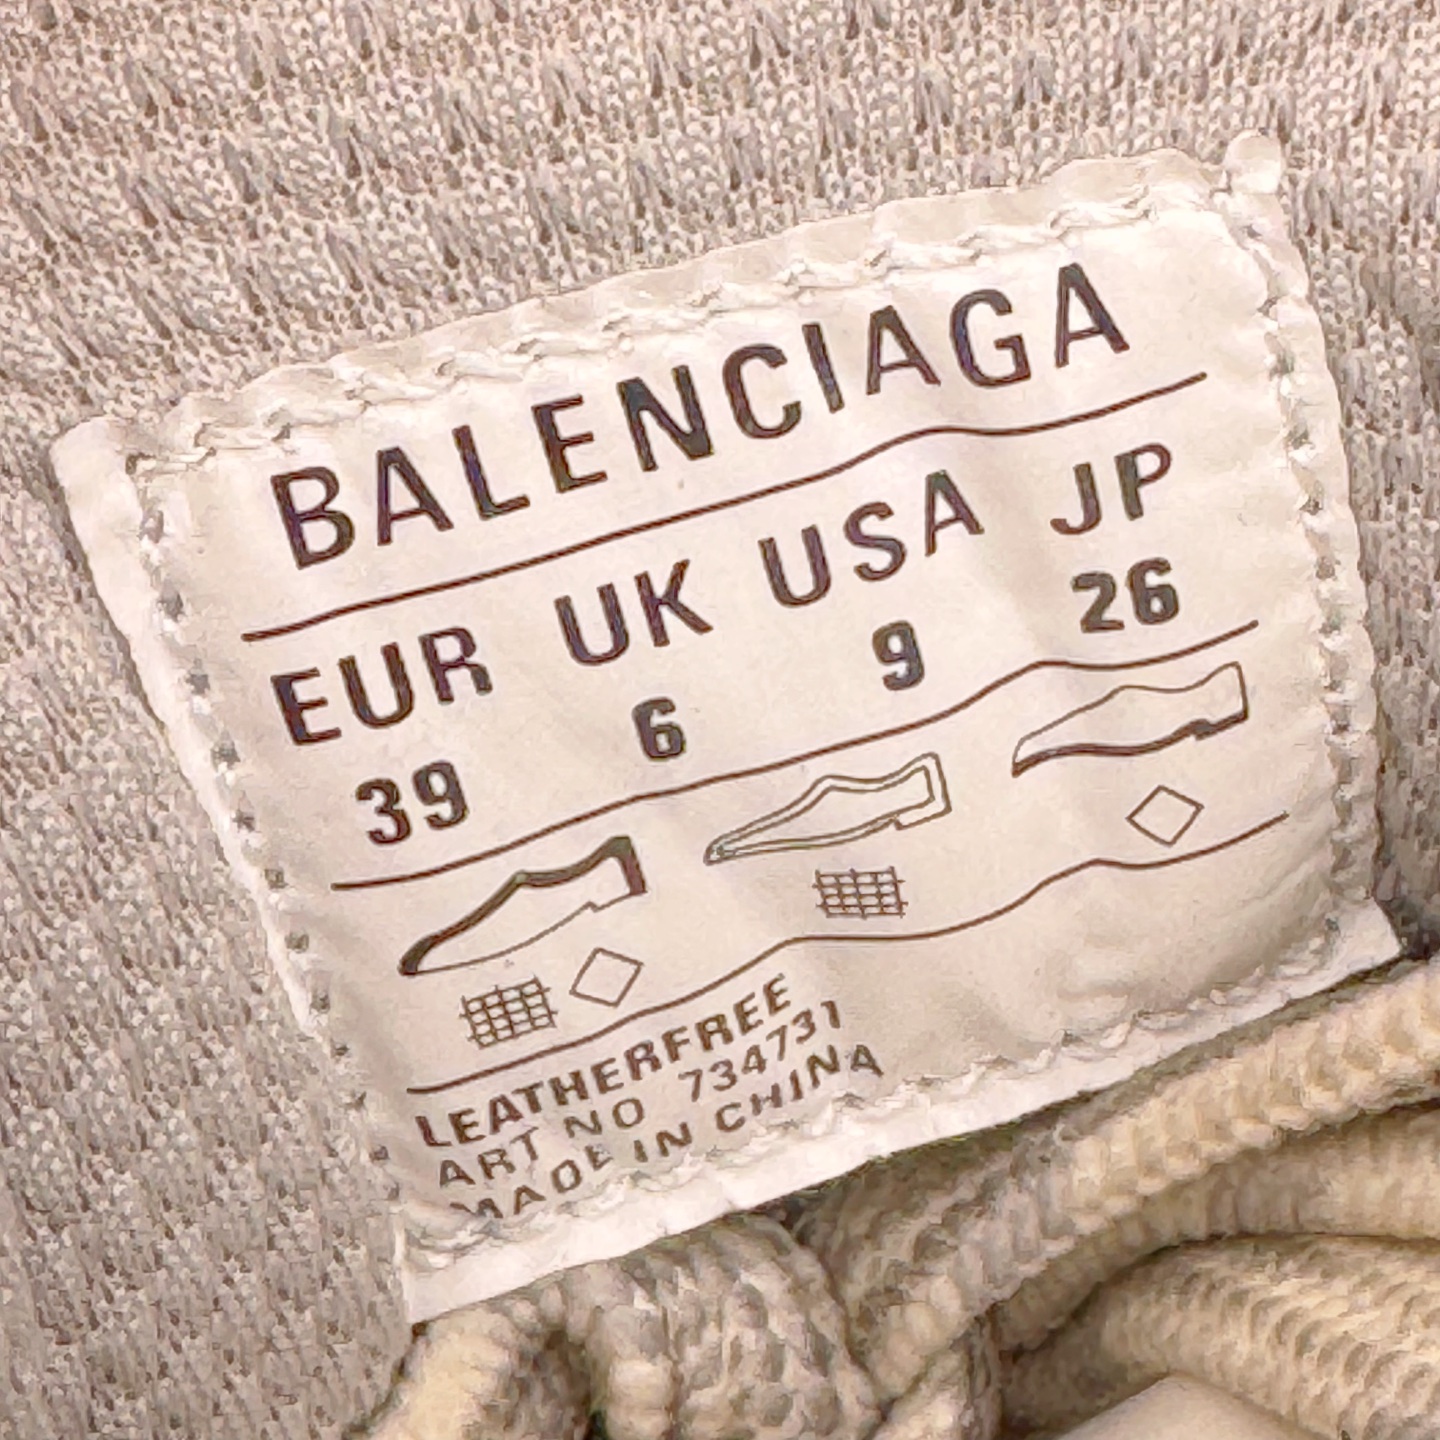 BALENCIAGA
EUR UK USA JP
39 6 9 26
LEATHERFREE
ART NO 734731
MADE IN CHINA